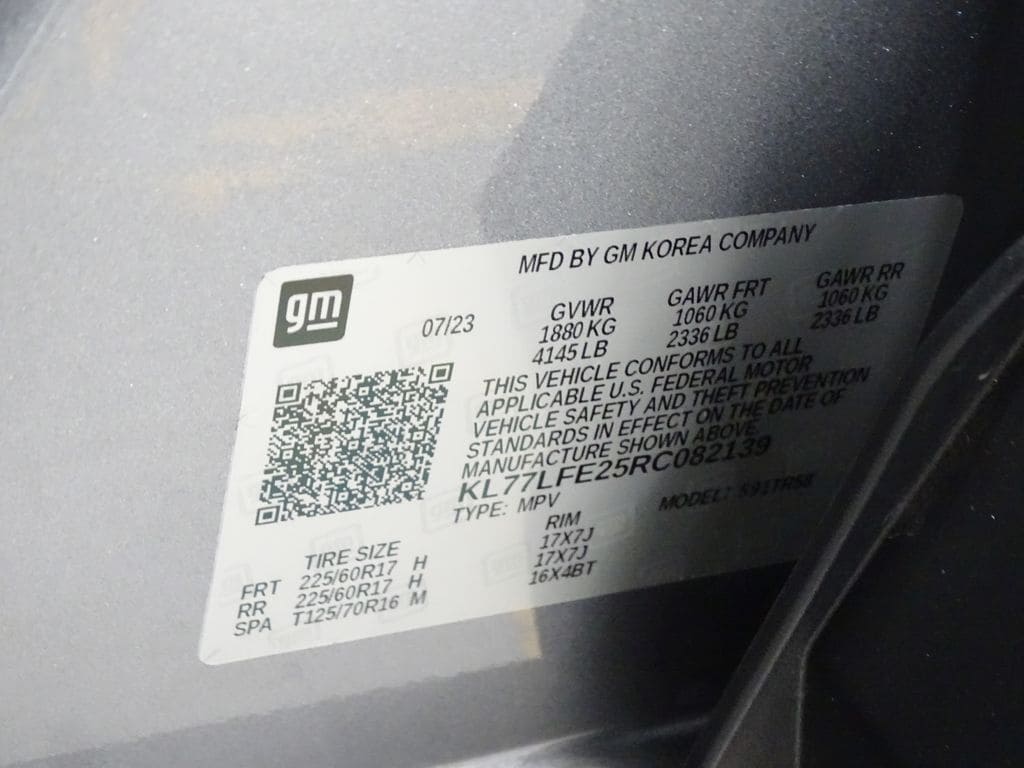 MFD BY GM KOREA COMPANY
gm
07/23
GVWR GAWR FRT GAWR RR
1880 KG 1060 KG 1060 KG
4145 LB 2336 LB 2336 LB
THIS VEHICLE CONFORMS TO ALL
APPLICABLE U.S. FEDERAL MOTOR
VEHICLE SAFETY AND THEFT PREVENTION
STANDARDS IN EFFECT ON THE DATE OF
MANUFACTURE SHOWN ABOVE.
KL77LFE25RC082139
TYPE: MPV MODEL:
TIRE SIZE RIM
FRT 225/60R17 H 17X7J
RR 225/60R17 H 17X7J
SPA T125/70R16 M 16X4BT